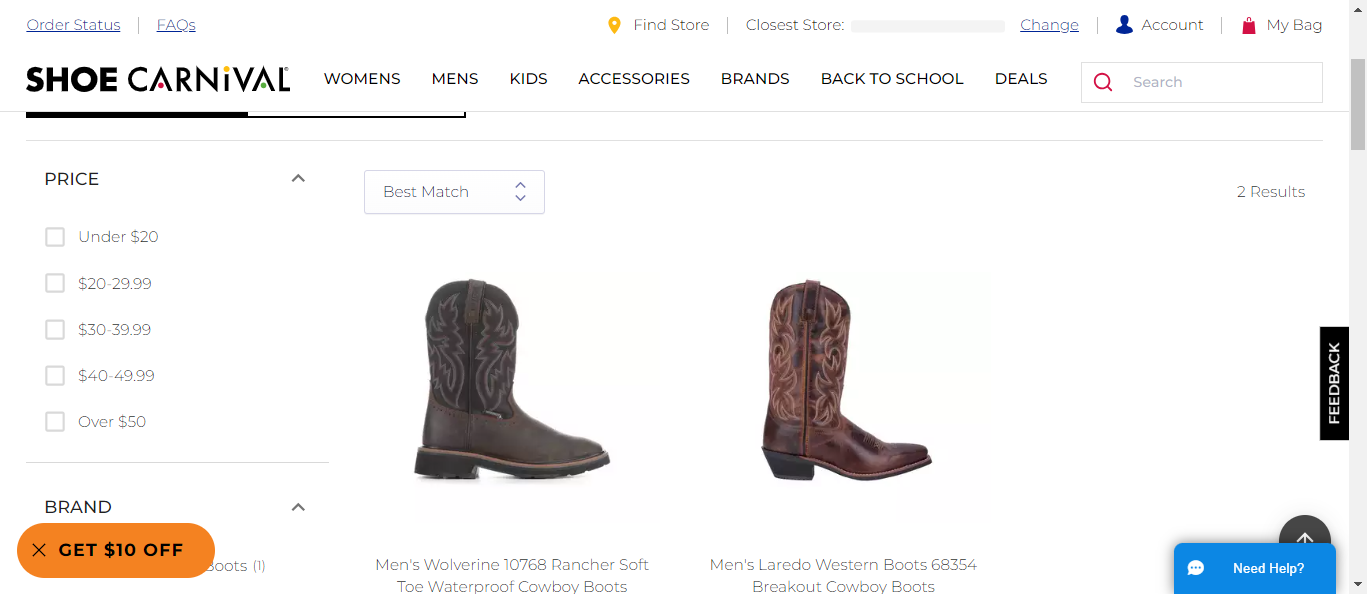 Order Status
FAQs
Find Store
Closest Store:
Change
Account
My Bag
SHOE CARNIVAL
WOMENS
MENS
KIDS
ACCESSORIES
BRANDS
BACK TO SCHOOL
DEALS
Search
PRICE
Under $20
$20-29.99
$30-39.99
$40-49.99
Over $50
BRAND
Boots (1)
GET $10 OFF
Best Match
2 Results
Men's Wolverine 10768 Rancher Soft
Toe Waterproof Cowboy Boots
Men's Laredo Western Boots 68354
Breakout Cowboy Boots
FEEDBACK
Need Help?